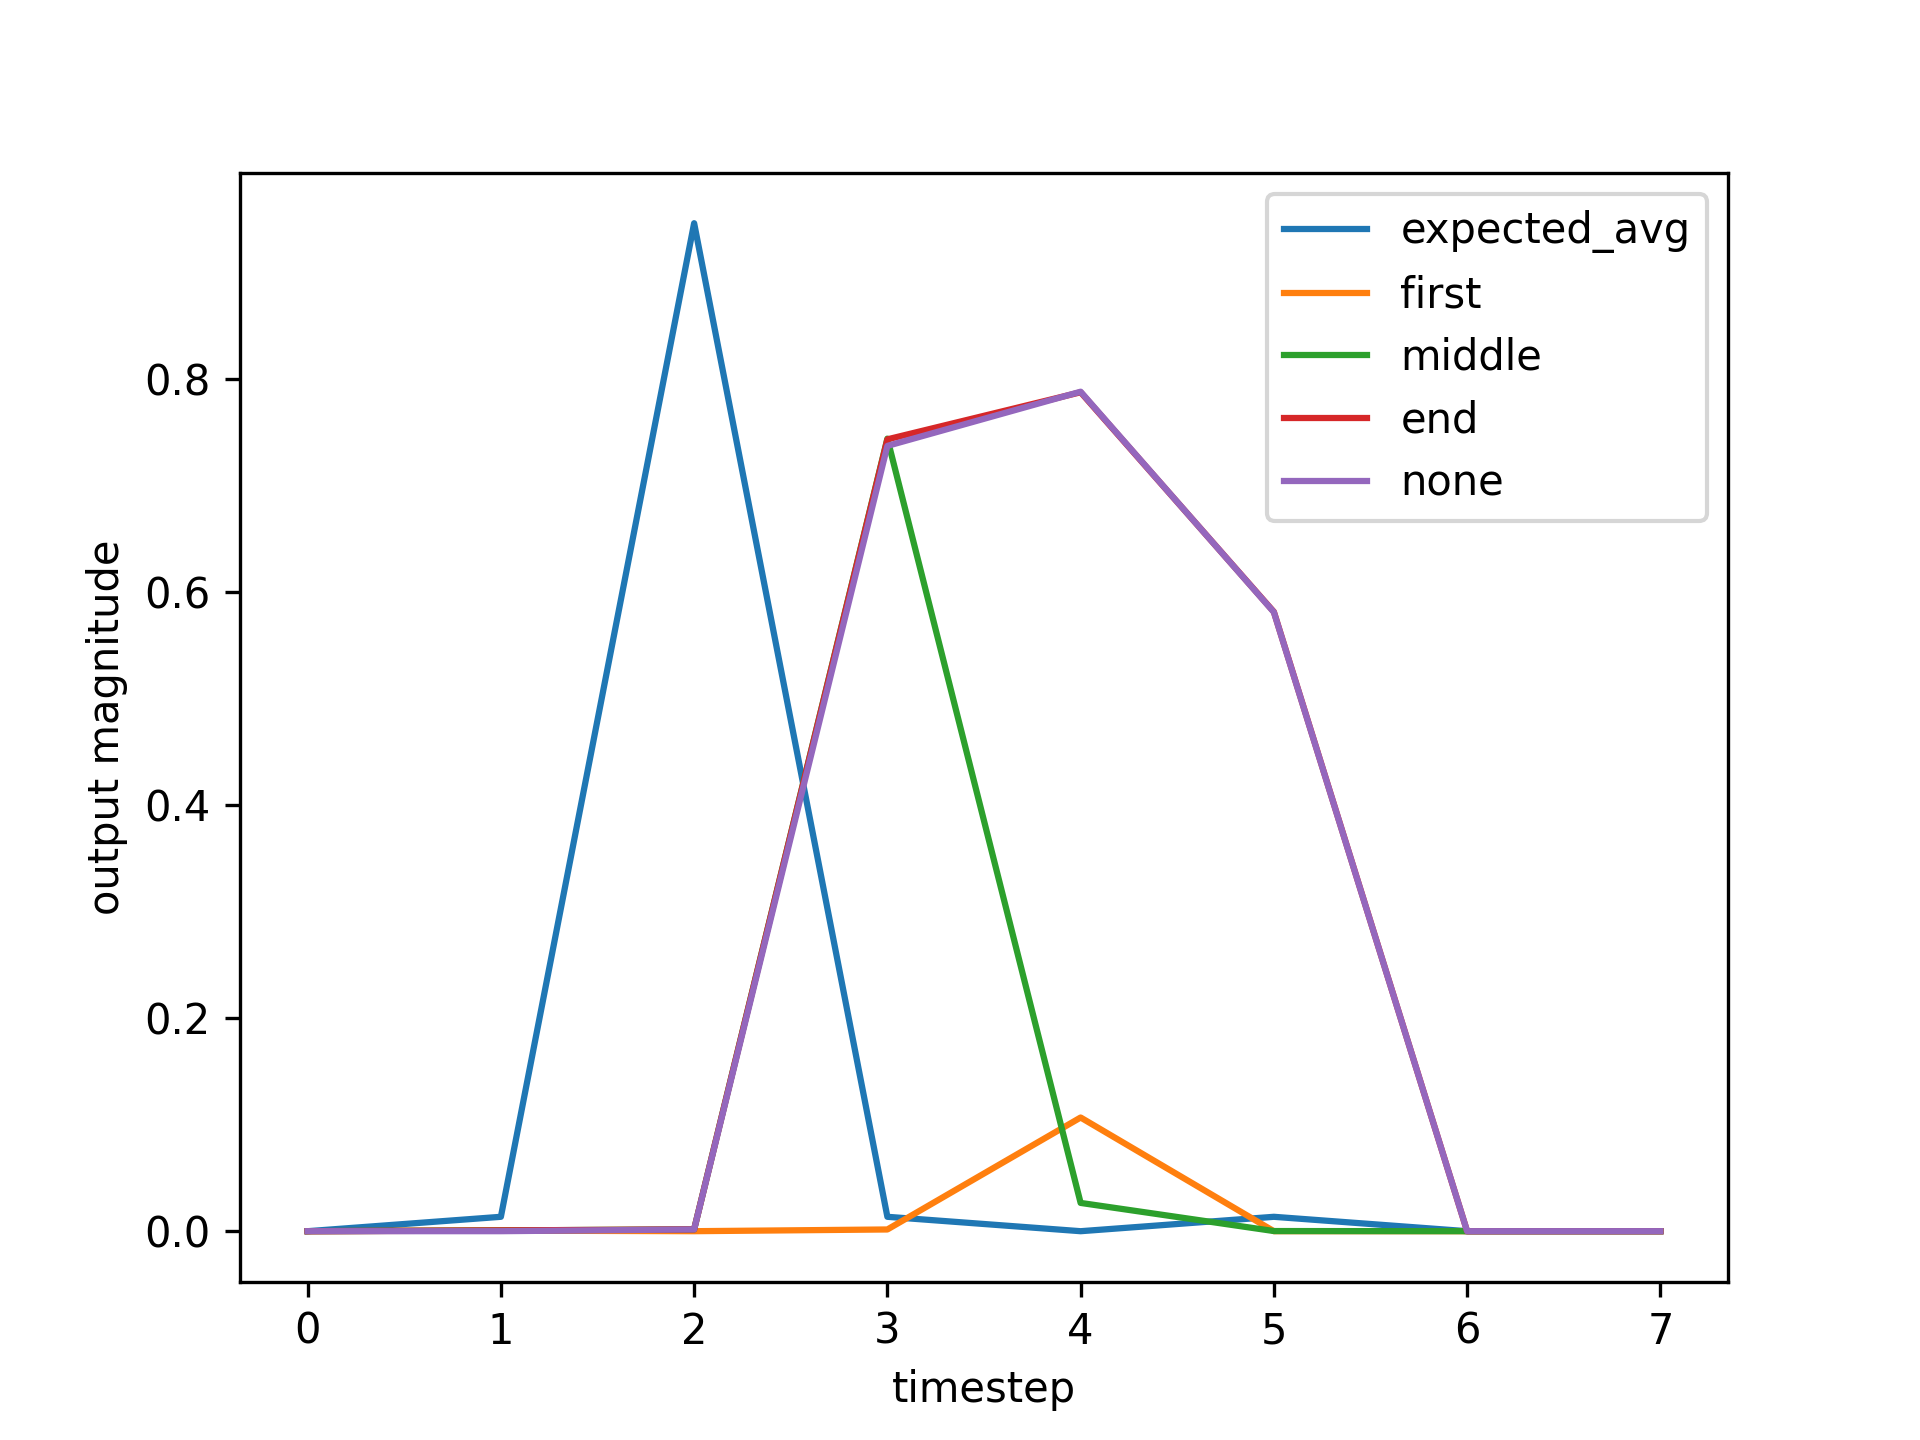 expected_avg
first
middle
end
none
output magnitude
0.8
0.6
0.4
0.2
0.0
0 1 2 3 4 5 6 7
timestep